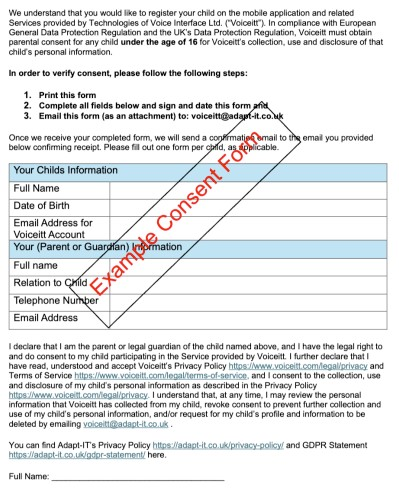 We understand that you would like to register your child on the mobile application and related
Services provided by Technologies of Voice Interface Ltd. ("Voiceitt"). In compliance with European
General Data Protection Regulation and the UK's Data Protection Regulation, Voiceitt must obtain
parental consent for any child under the age of 16 for Voiceitt's collection, use and disclosure of that
child's personal information.
In order to verify consent, please follow the following steps:
1. Print this form
2. Complete all fields below and sign and date this form and
3. Email this form (as an attachment) to: voiceitt@adapt-it.co.uk
Once we receive your completed form, we will send a confirmation email to the email you provided
below confirming receipt. Please fill out one form per child, as applicable.
Example Consent Form
Your Childs Information
Full Name
Date of Birth
Email Address for
Voiceitt Account
Your (Parent or Guardian) Information
Full name
Relation to Child
Telephone Number
Email Address
I declare that I am the parent or legal guardian of the child named above, and I have the legal right to
and do consent to my child participating in the Service provided by Voiceitt. I further declare that I
have read, understood and accept Voiceitt's Privacy Policy https://www.voiceitt.com/legal/privacy and
Terms of Service https://www.voiceitt.com/legal/terms-of-service, and I consent to the collection, use
and disclosure of my child's personal information as described in the Privacy Policy
https://www.voiceitt.com/legal/privacy. I understand that, at any time, I may review the personal
information that Voiceitt has collected from my child, revoke consent to prevent further collection and
use of my child's personal information, and/or request for my child's profile and information to be
deleted by emailing voiceitt@adapt-it.co.uk .
You can find Adapt-IT's Privacy Policy https://adapt-it.co.uk/privacy-policy/ and GDPR Statement
https://adapt-it.co.uk/gdpr-statement/ here.
Full Name: